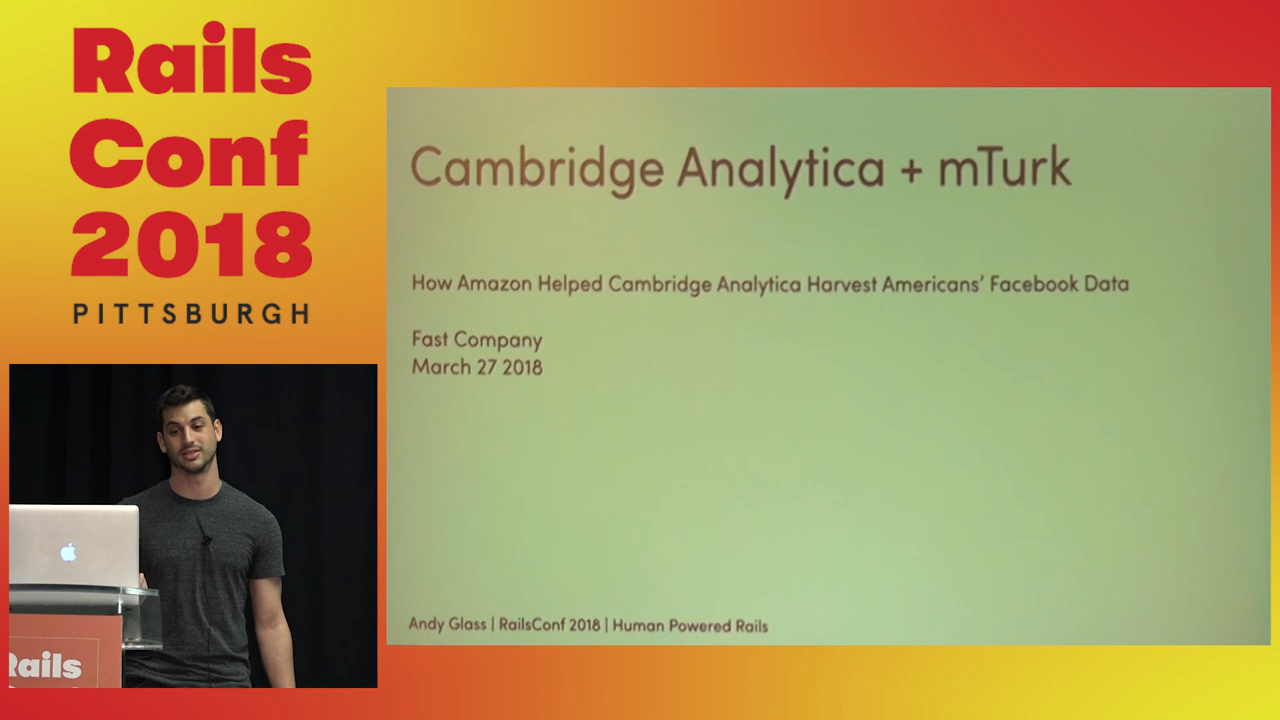 Rails
Conf
2018
PITTSBURGH
Cambridge Analytica + mTurk
How Amazon Helped Cambridge Analytica Harvest Americans' Facebook Data
Fast Company
March 27 2018
Andy Glass | RailsConf 2018 | Human Powered Rails
Rails